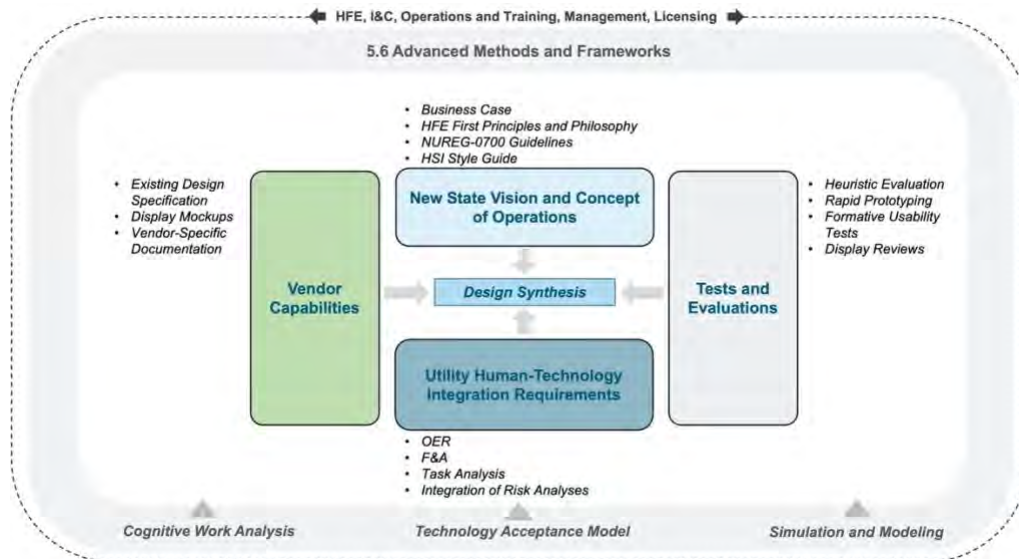 HFE, I&C, Operations and Training, Management, Licensing
5.6 Advanced Methods and Frameworks
• Business Case
• HFE First Principles and Philosophy
• NUREG-0700 Guidelines
• HSI Style Guide
• Existing Design
Specification
• Display Mockups
• Vendor-Specific
Documentation
New State Vision and Concept
of Operations
• Heuristic Evaluation
• Rapid Prototyping
• Formative Usability
Tests
• Display Reviews
Vendor
Capabilities
Design Synthesis
Tests and
Evaluations
Utility Human-Technology
Integration Requirements
• OER
• F&A
• Task Analysis
• Integration of Risk Analyses
Cognitive Work Analysis
Technology Acceptance Model
Simulation and Modeling